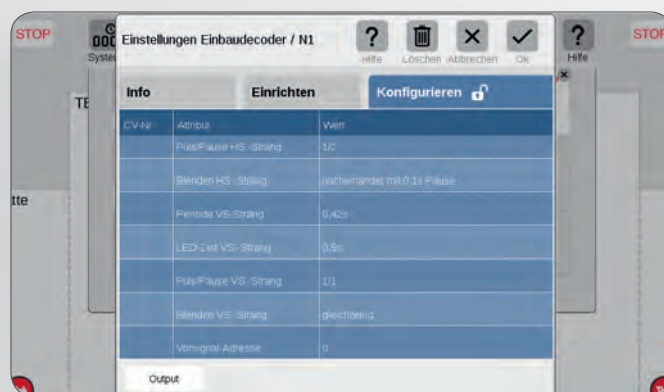 STOP
000
System
Einstellungen Einbaudecoder / N1
?
Hilfe
Löschen
Abbrechen
Ok
?
Hilfe
STOP
TE
tte
Info
Einrichten
Konfigurieren
CV-Nr
Attribut
Wert
Puls/Pause HS.-Strang
1/2
Blenden HS.-Strang
nacheinander mit 0.1s Pause
Periode VS-Strang
0,42s
LED-Zeit VS.-Strang
0.5s
Puls/Pause VS.-Strang
1/1
Blenden VS.-Strang
gleichzeitig
Vorsignal-Adresse
0
Output